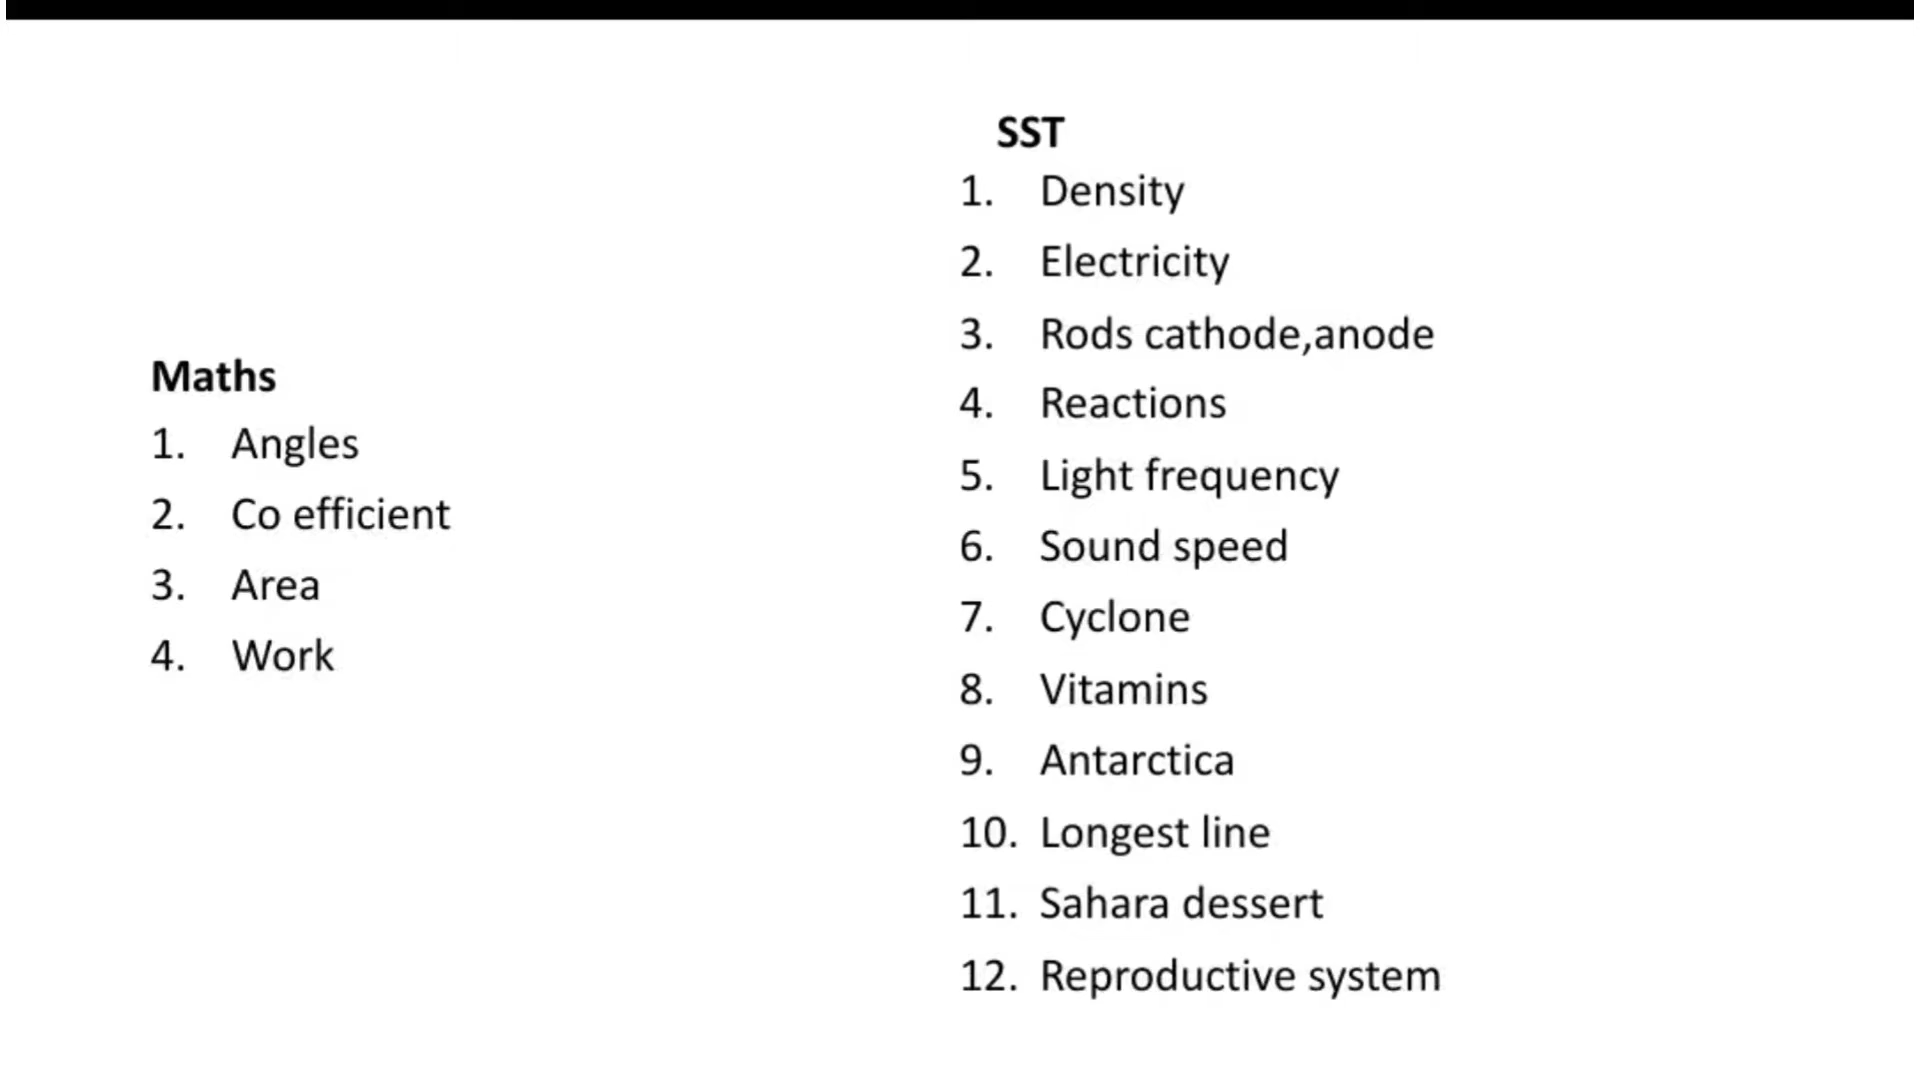 Maths
1. Angles
2. Co efficient
3. Area
4. Work
SST
1. Density
2. Electricity
3. Rods cathode,anode
4. Reactions
5. Light frequency
6. Sound speed
7. Cyclone
8. Vitamins
9. Antarctica
10. Longest line
11. Sahara dessert
12. Reproductive system